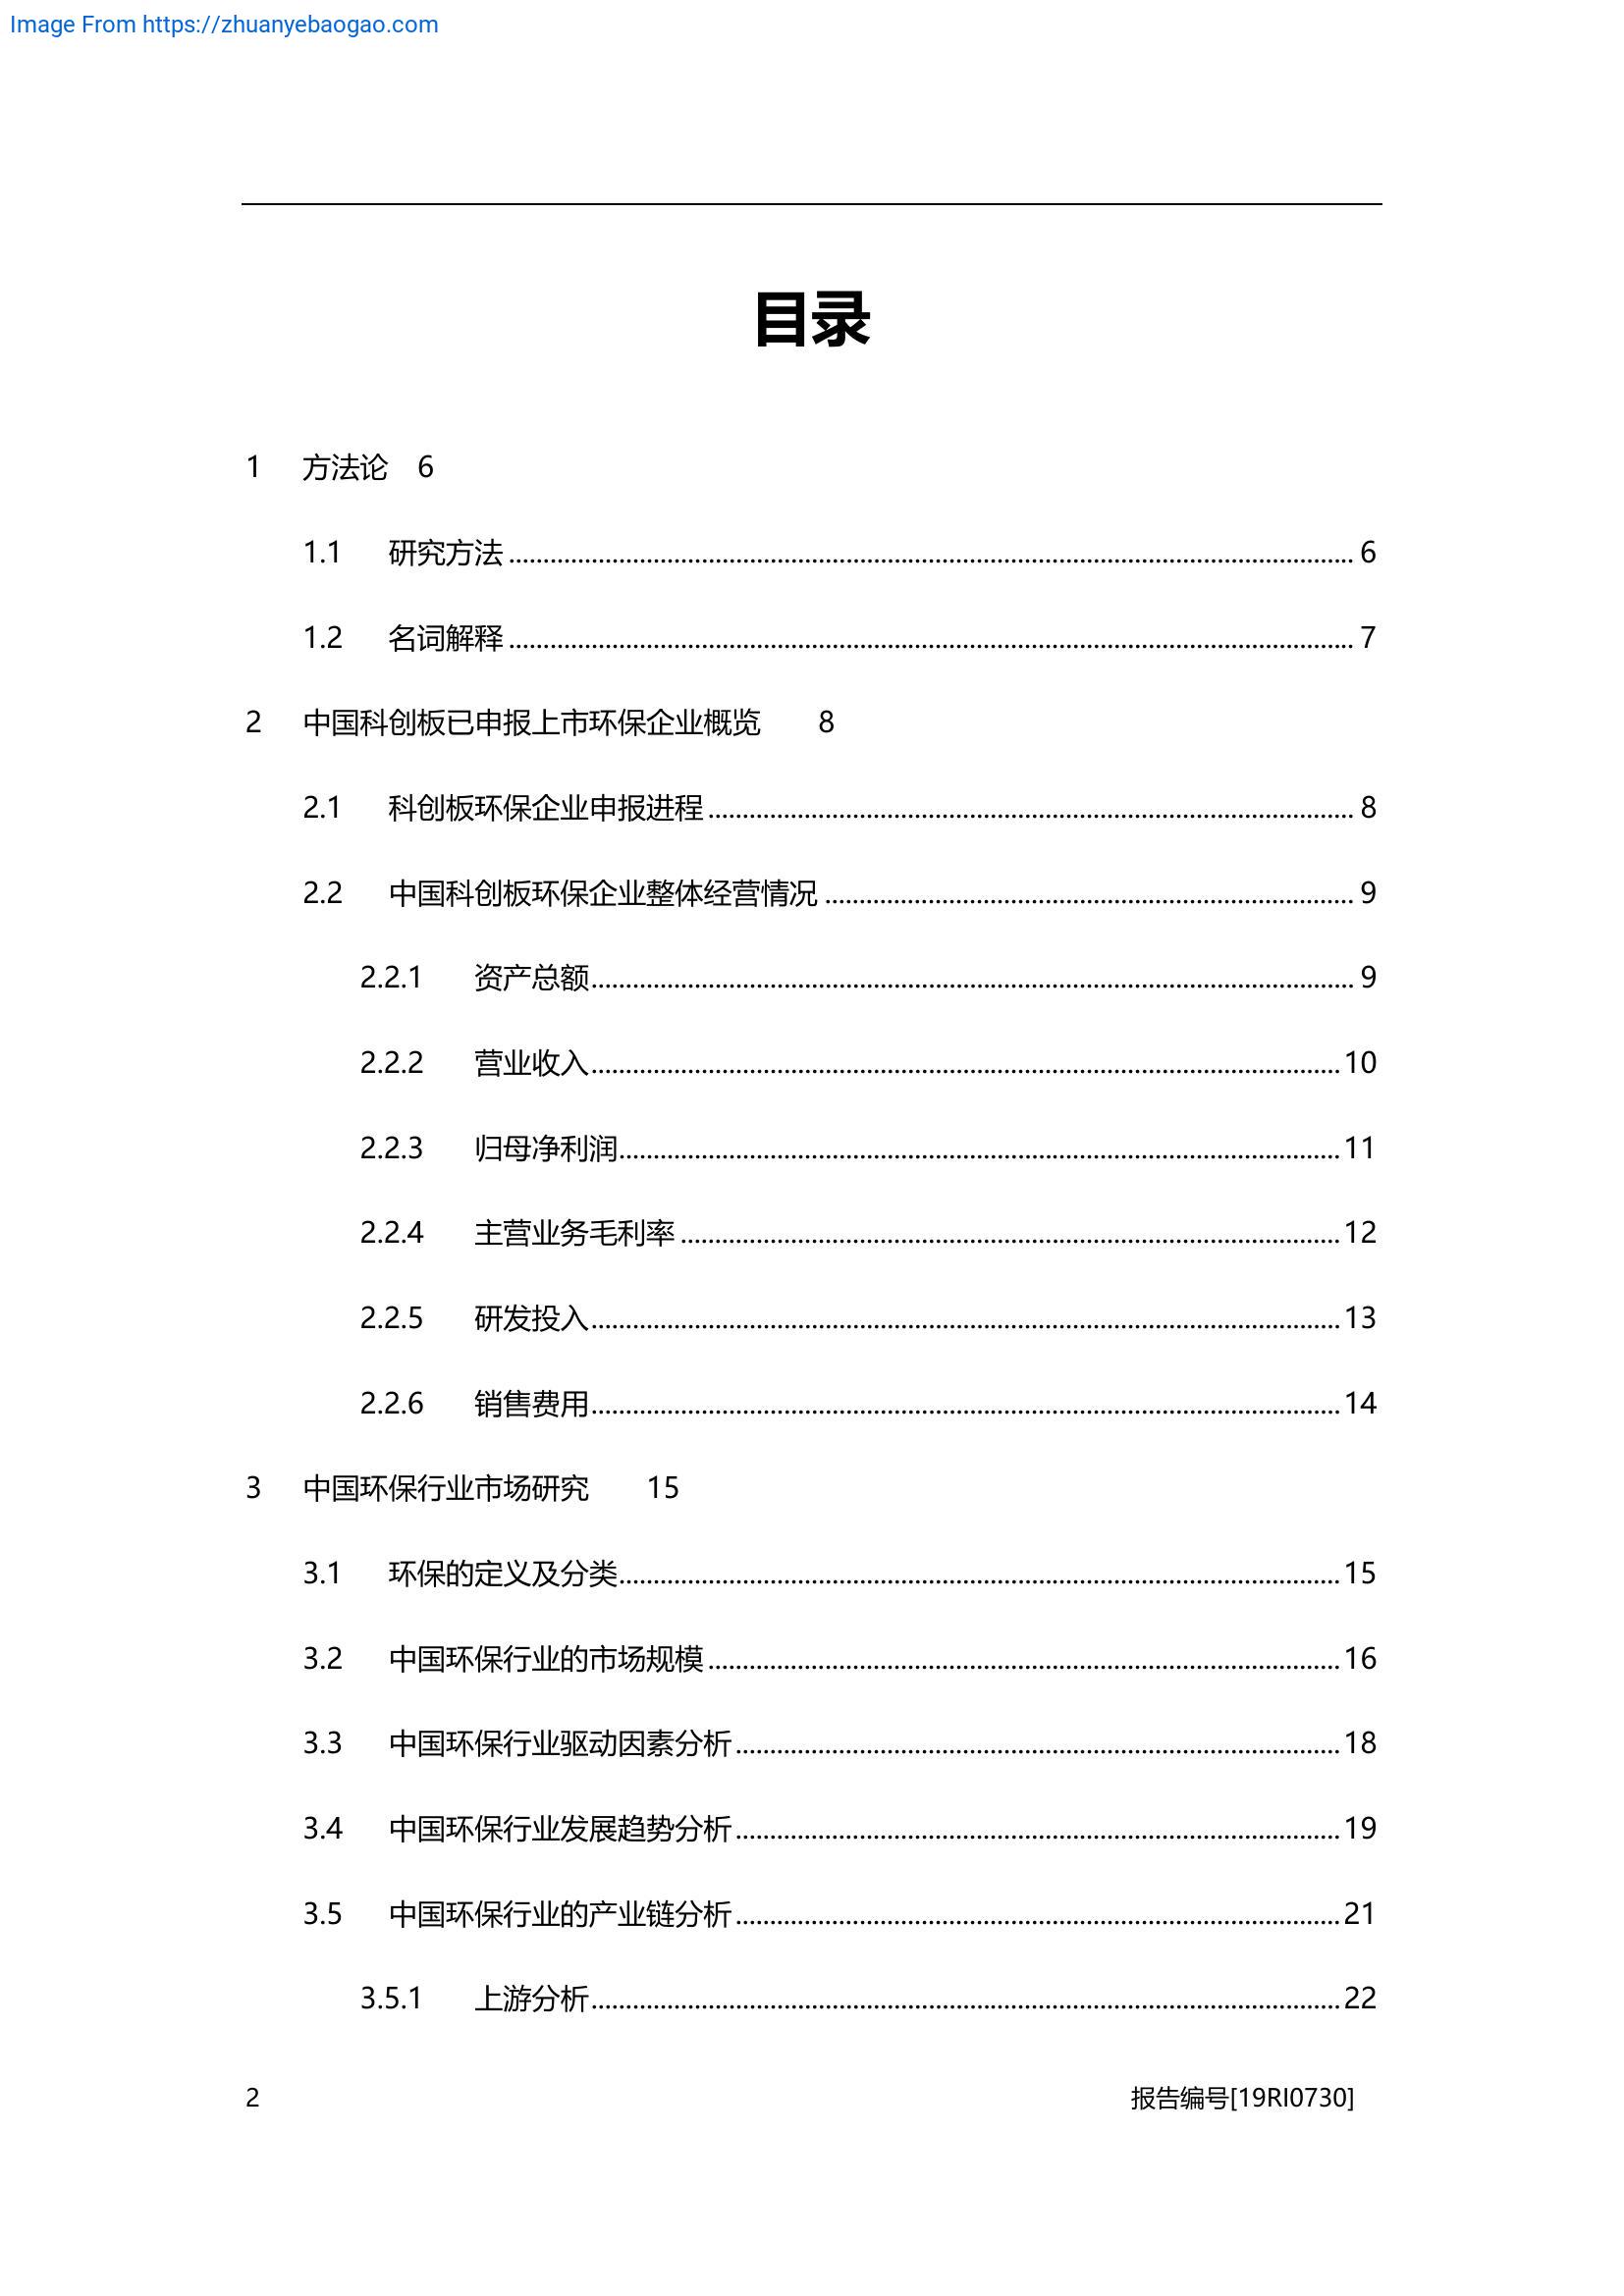 Image From https://zhuanyebaogao.com
目录
1 方法论 6
1.1 研究方法 ........................................ 6
1.2 名词解释 ........................................ 7
2 中国科创板已申报上市环保企业概览 8
2.1 科创板环保企业申报进程 ........................................ 8
2.2 中国科创板环保企业整体经营情况 ........................................ 9
2.2.1 资产总额 ........................................ 9
2.2.2 营业收入 ........................................ 10
2.2.3 归母净利润 ........................................ 11
2.2.4 主营业务毛利率 ........................................ 12
2.2.5 研发投入 ........................................ 13
2.2.6 销售费用 ........................................ 14
3 中国环保行业市场研究 15
3.1 环保的定义及分类 ........................................ 15
3.2 中国环保行业的市场规模 ........................................ 16
3.3 中国环保行业驱动因素分析 ........................................ 18
3.4 中国环保行业发展趋势分析 ........................................ 19
3.5 中国环保行业的产业链分析 ........................................ 21
3.5.1 上游分析 ........................................ 22
2 报告编号[19RI0730]